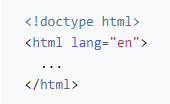 <!doctype html>
<html lang="en">
  ...
</html>